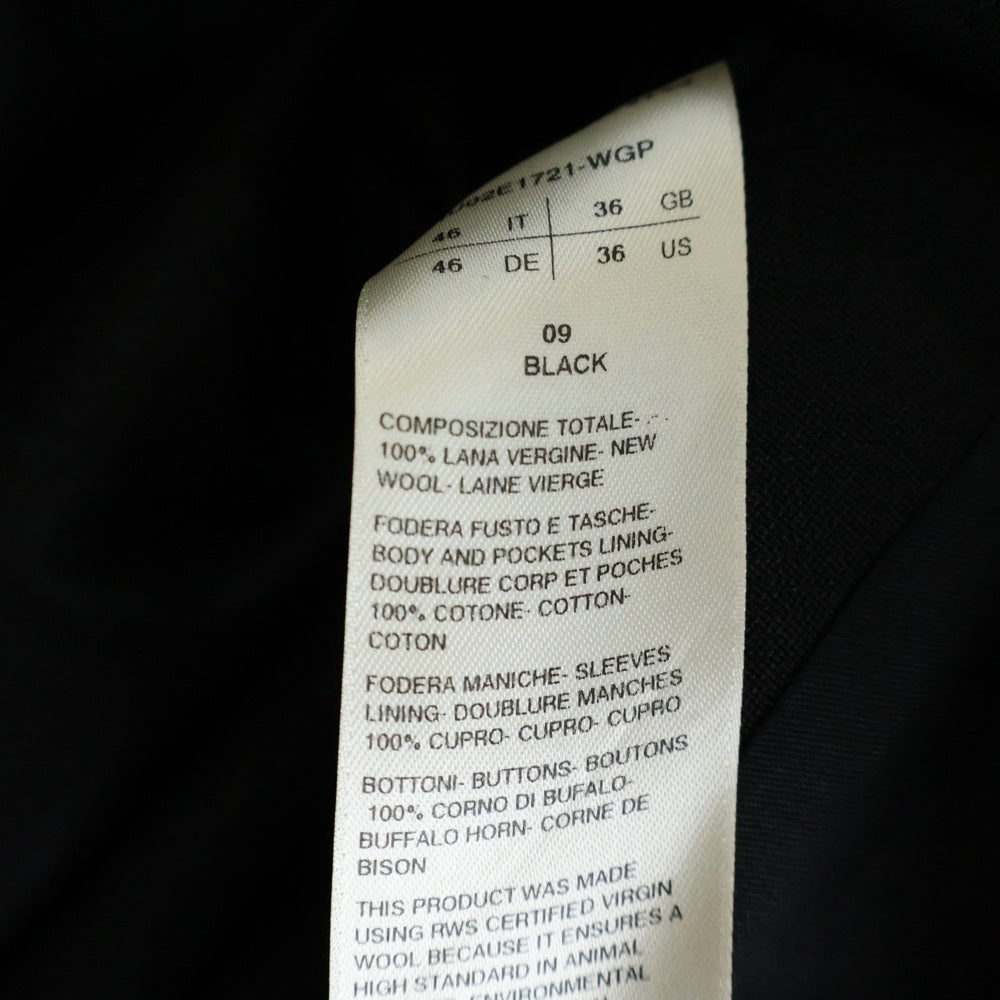 02E1721-WGP
46 IT 36 GB
46 DE 36 US
09
BLACK
COMPOSIZIONE TOTALE-
100% LANA VERGINE- NEW
WOOL- LAINE VIERGE
FODERA FUSTO E TASCHE-
BODY AND POCKETS LINING-
DOUBLURE CORP ET POCHES
100% COTONE- COTTON-
COTON
FODERA MANICHE- SLEEVES
LINING- DOUBLURE MANCHES
100% CUPRO- CUPRO- CUPRO
BOTTONI- BUTTONS- BOUTONS
100% CORNO DI BUFALO-
BUFFALO HORN- CORNE DE
BISON
THIS PRODUCT WAS MADE
USING RWS CERTIFIED VIRGIN
WOOL BECAUSE IT ENSURES A
HIGH STANDARD IN ANIMAL
ENVIRONMENTAL